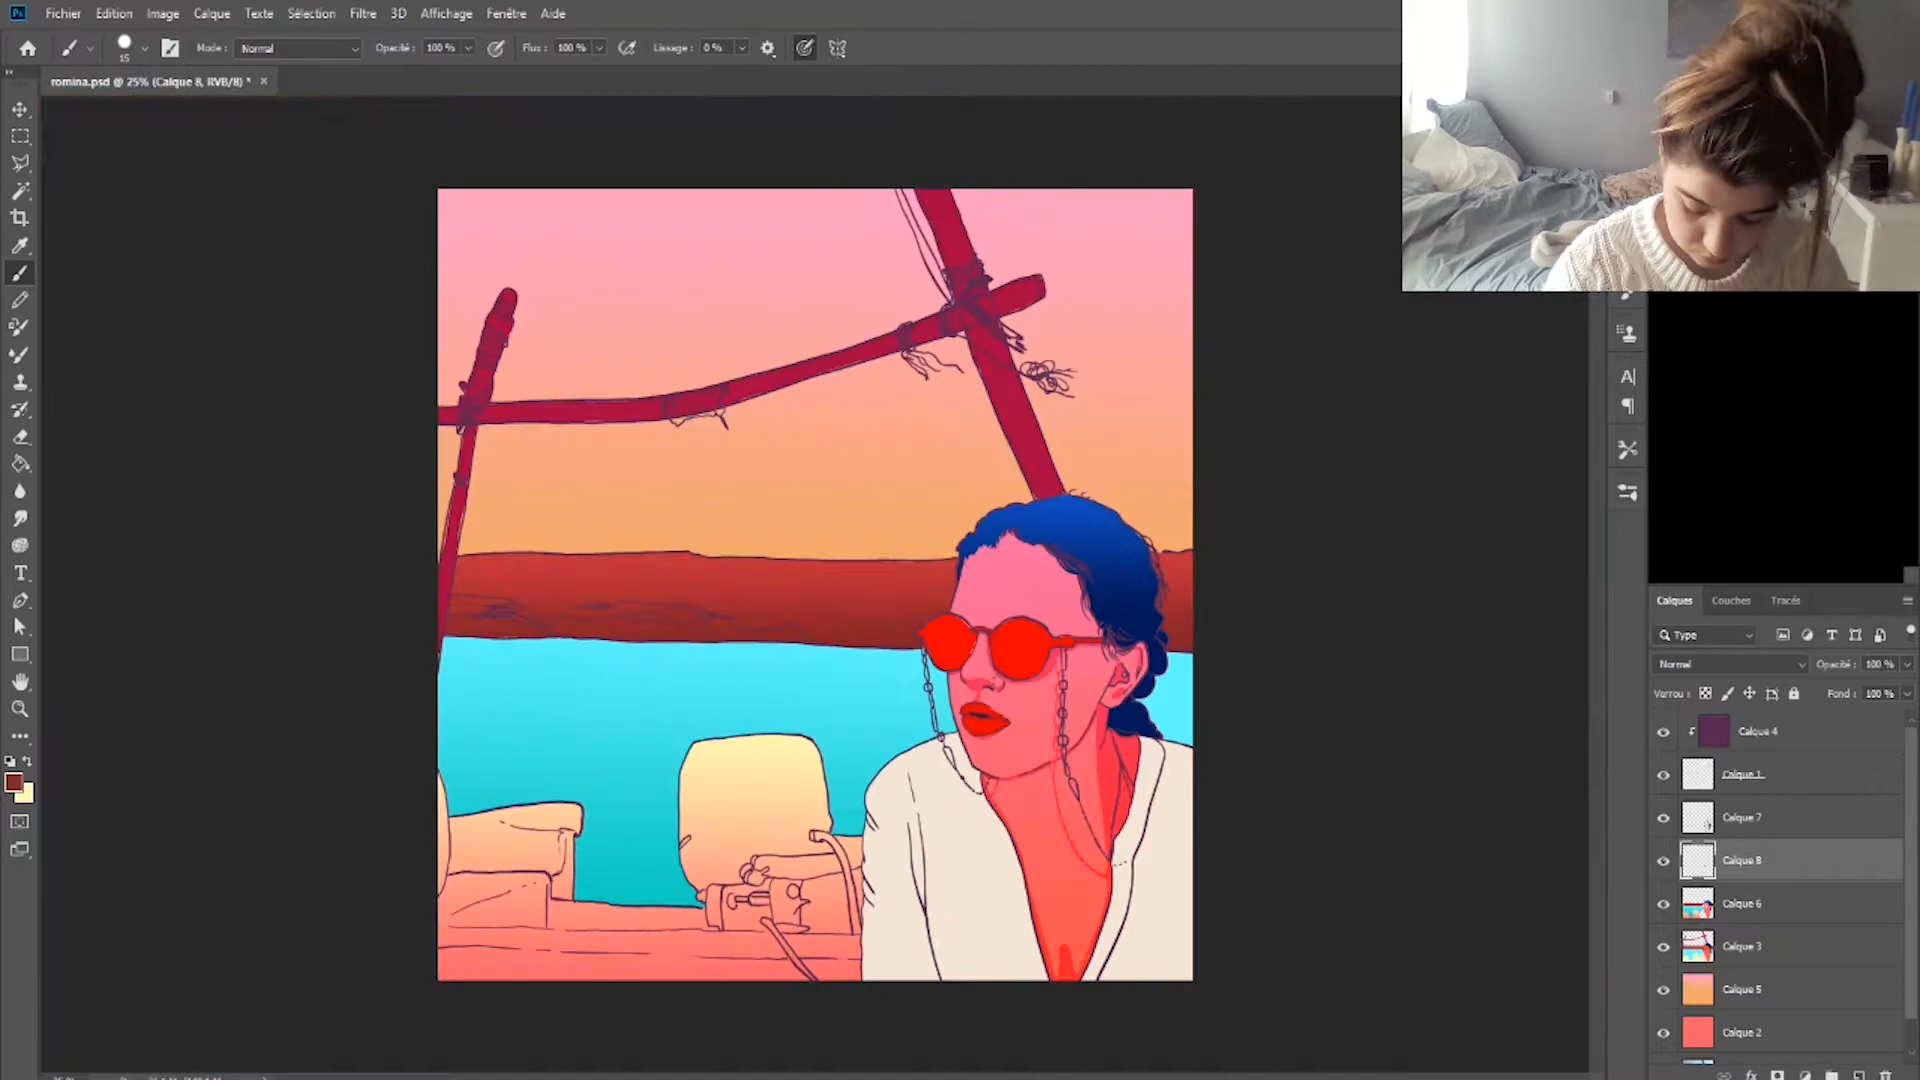 Ps Fichier Edition Image Calque Texte Sélection Filtre 3D Affichage Fenêtre Aide
15 Mode : Normal Opacité : 100 % Flux : 100 % Lissage : 0 %
romina.psd @ 25% (Calque 8, RVB/8) * ×
Calques Couches Tracés
Type
Normal Opacité : 100 %
Verrou : Fond : 100 %
Calque 4
Calque 1
Calque 7
Calque 8
Calque 6
Calque 3
Calque 5
Calque 2